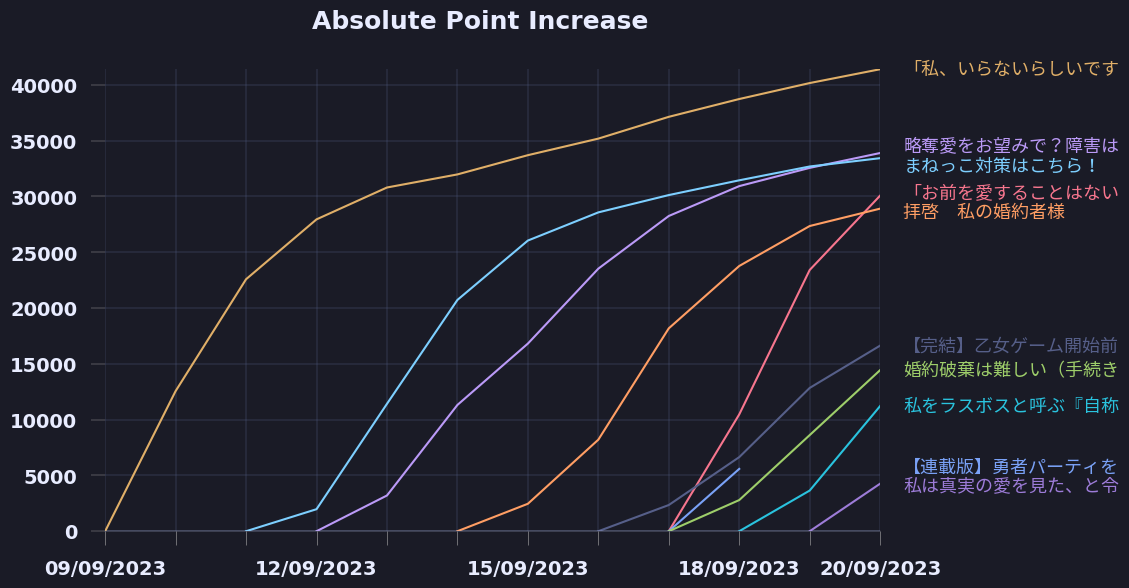 Absolute Point Increase
40000
35000
30000
25000
20000
15000
10000
5000
0
09/09/2023
12/09/2023
15/09/2023
18/09/2023
20/09/2023
「私、いらないらしいです
略奪愛をお望みで？障害は
まねっこ対策はこちら！
「お前を愛することはない
拝啓　私の婚約者様
【完結】乙女ゲーム開始前
婚約破棄は難しい（手続き
私をラスボスと呼ぶ『自称
【連載版】勇者パーティを
私は真実の愛を見た、と令